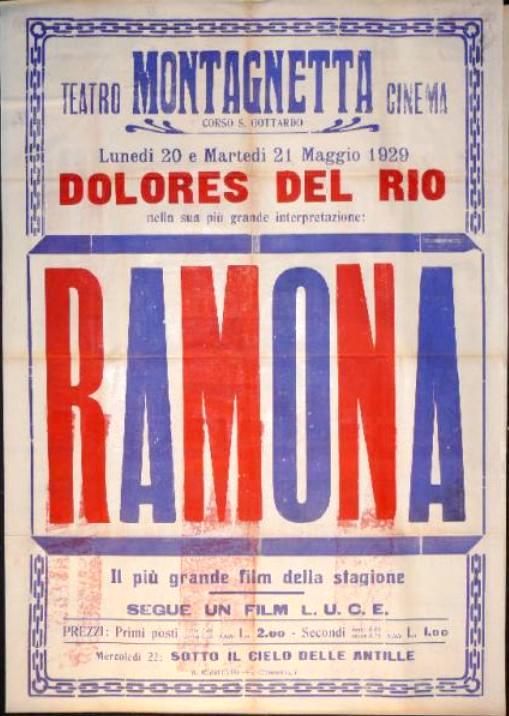 TEATRO MONTAGNETTA CINEMA
CORSO S. GOTTARDO
Lunedì 20 e Martedì 21 Maggio 1929
DOLORES DEL RIO
nella sua più grande interpretazione:
RAMONA
Il più grande film della stagione
SEGUE UN FILM L. U. C. E.
PREZZI: Primi posti L. 2.00 - Secondi L. 1.00
Mercoledì 22: SOTTO IL CIELO DELLE ANTILLE